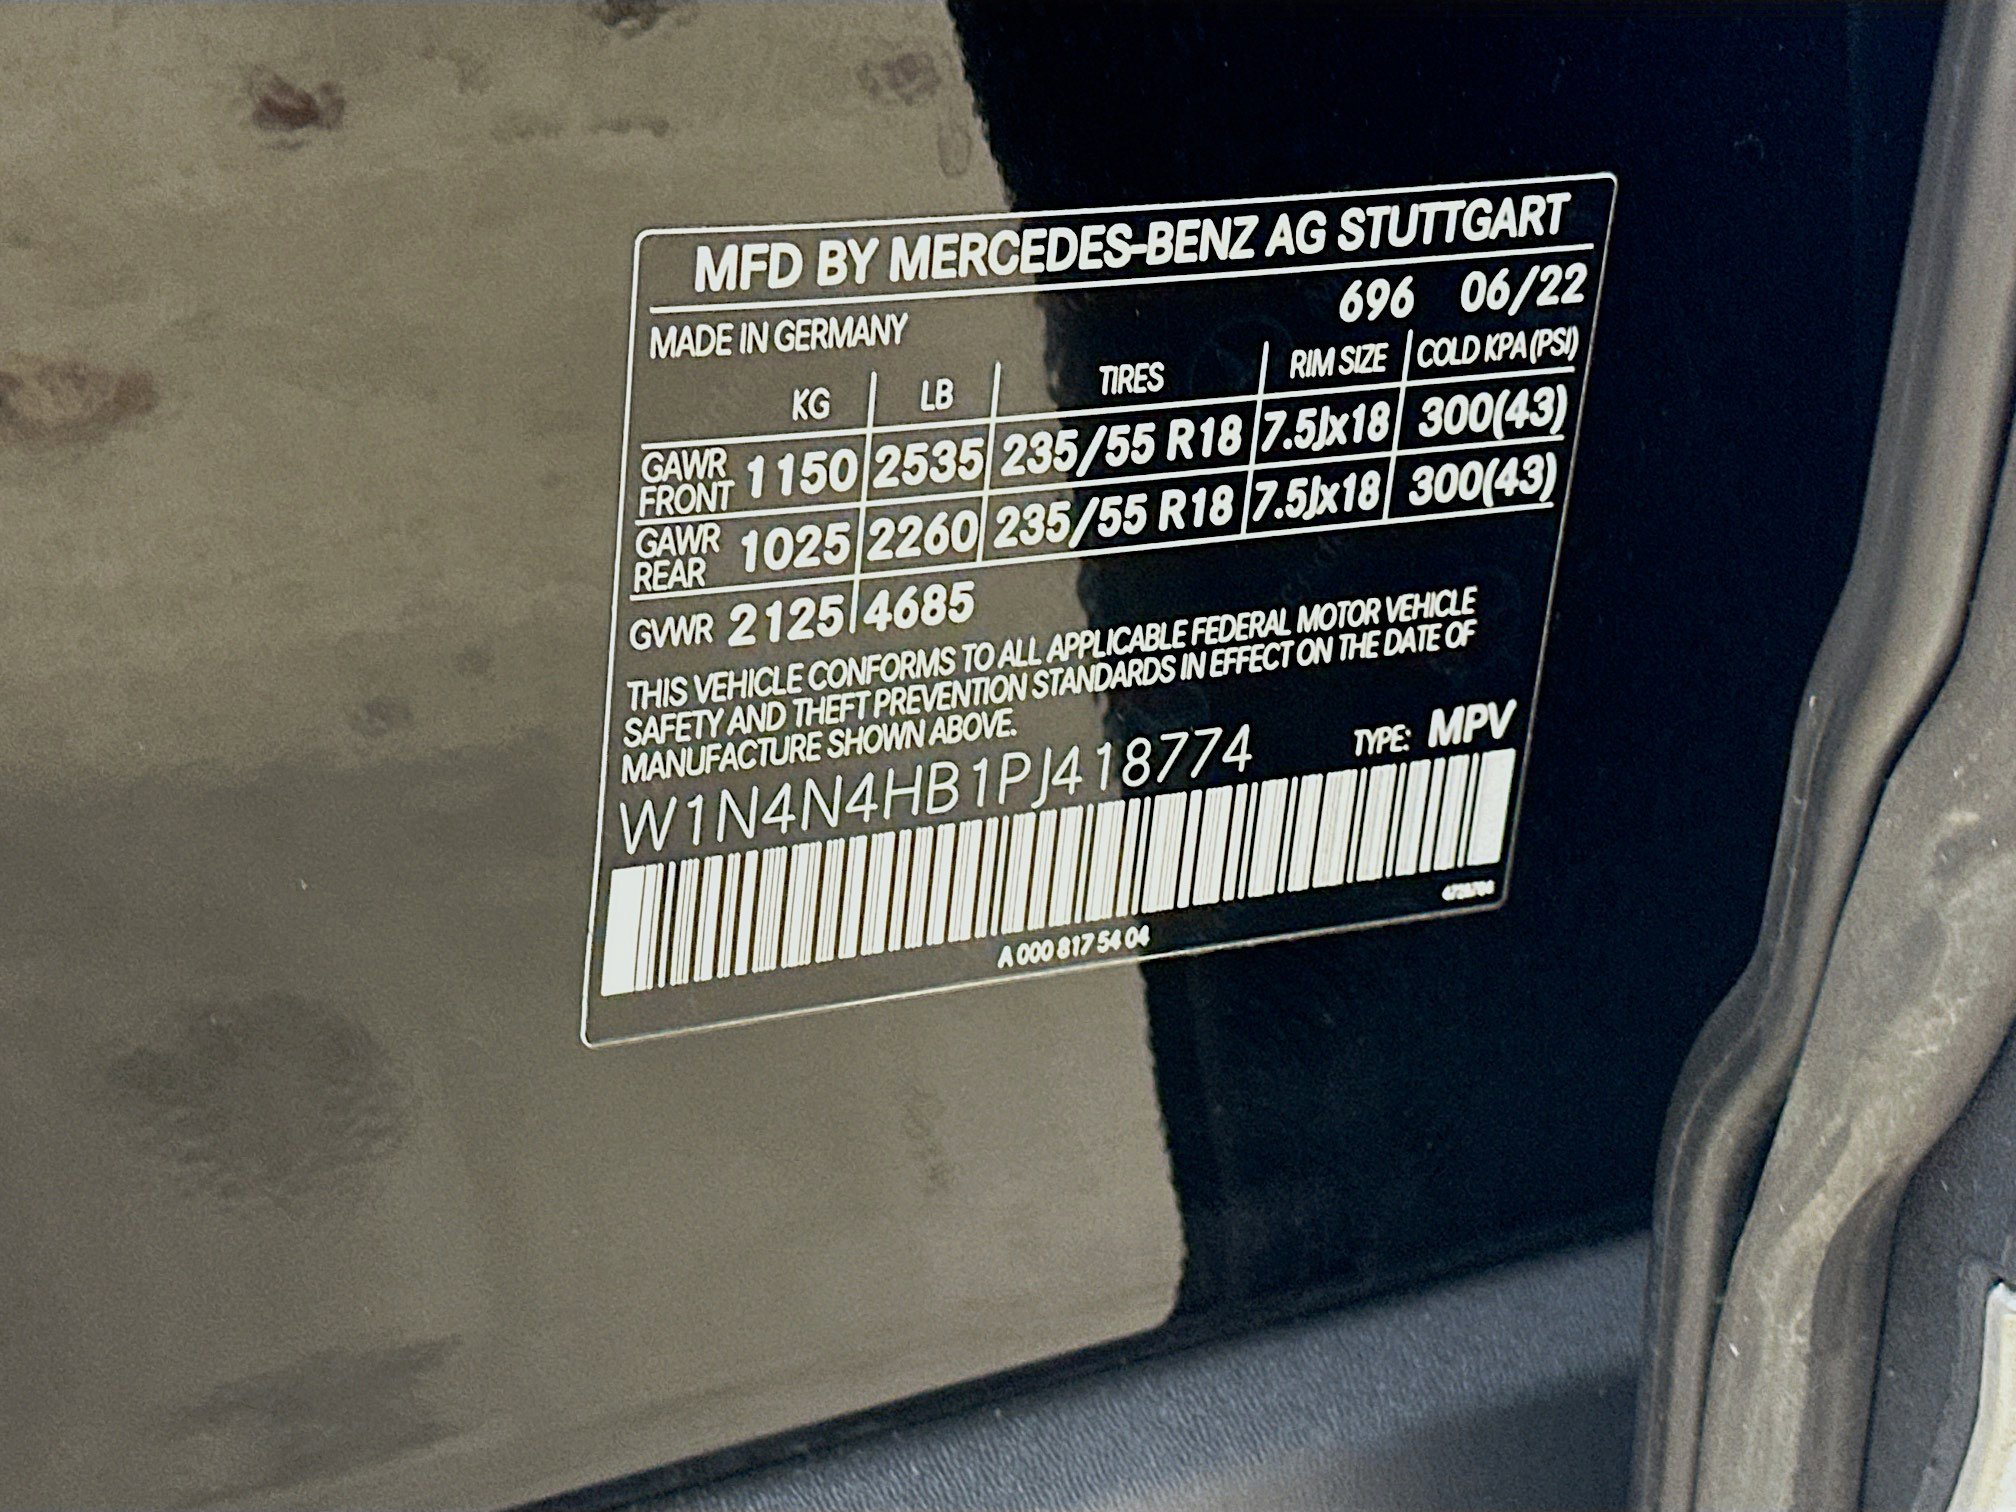 MFD BY MERCEDES-BENZ AG STUTTGART
696 06/22
MADE IN GERMANY
KG LB TIRES RIM SIZE COLD KPA (PSI)
GAWR FRONT 1150 2535 235/55 R18 7.5Jx18 300(43)
GAWR REAR 1025 2260 235/55 R18 7.5Jx18 300(43)
GVWR 2125 4685
THIS VEHICLE CONFORMS TO ALL APPLICABLE FEDERAL MOTOR VEHICLE
SAFETY AND THEFT PREVENTION STANDARDS IN EFFECT ON THE DATE OF
MANUFACTURE SHOWN ABOVE.
W1N4N4HB1PJ418774 TYPE: MPV
A 000 817 54 04